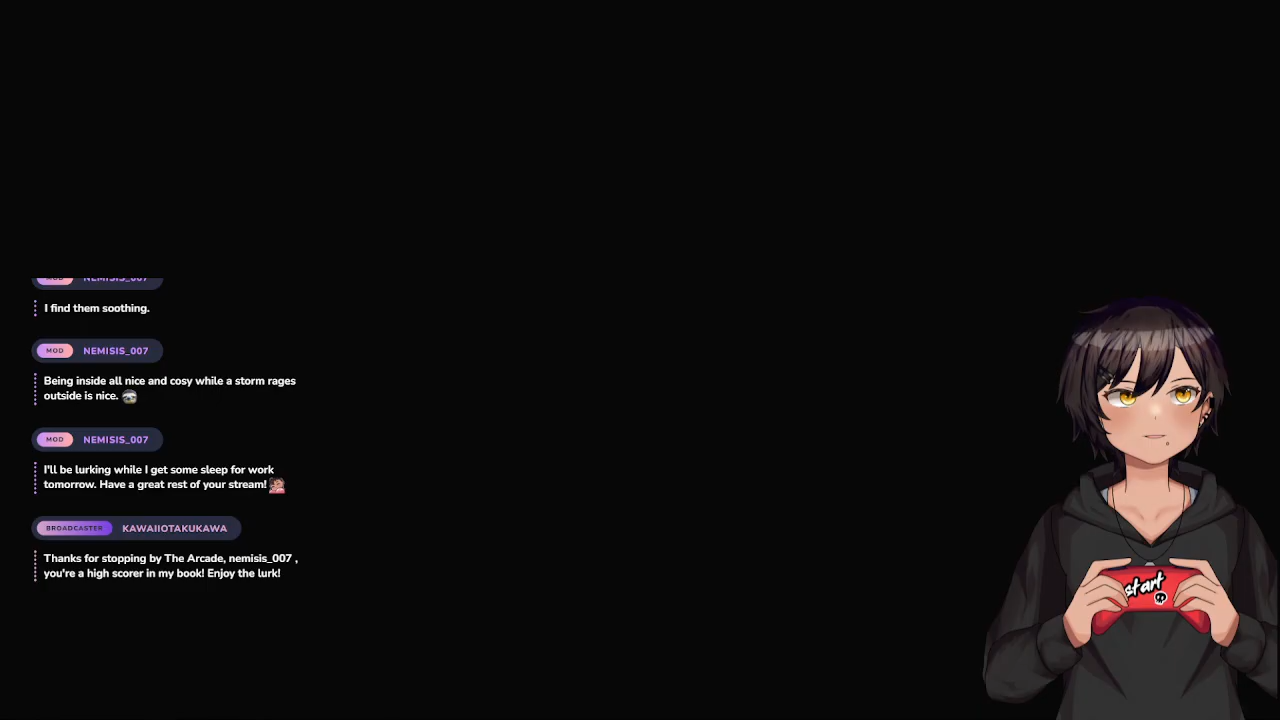 MOD NEMISIS_007
I find them soothing.
MOD NEMISIS_007
Being inside all nice and cosy while a storm rages
outside is nice.
MOD NEMISIS_007
I'll be lurking while I get some sleep for work
tomorrow. Have a great rest of your stream!
BROADCASTER KAWAIIOTAKUKAWA
Thanks for stopping by The Arcade, nemisis_007 ,
you're a high scorer in my book! Enjoy the lurk!
start